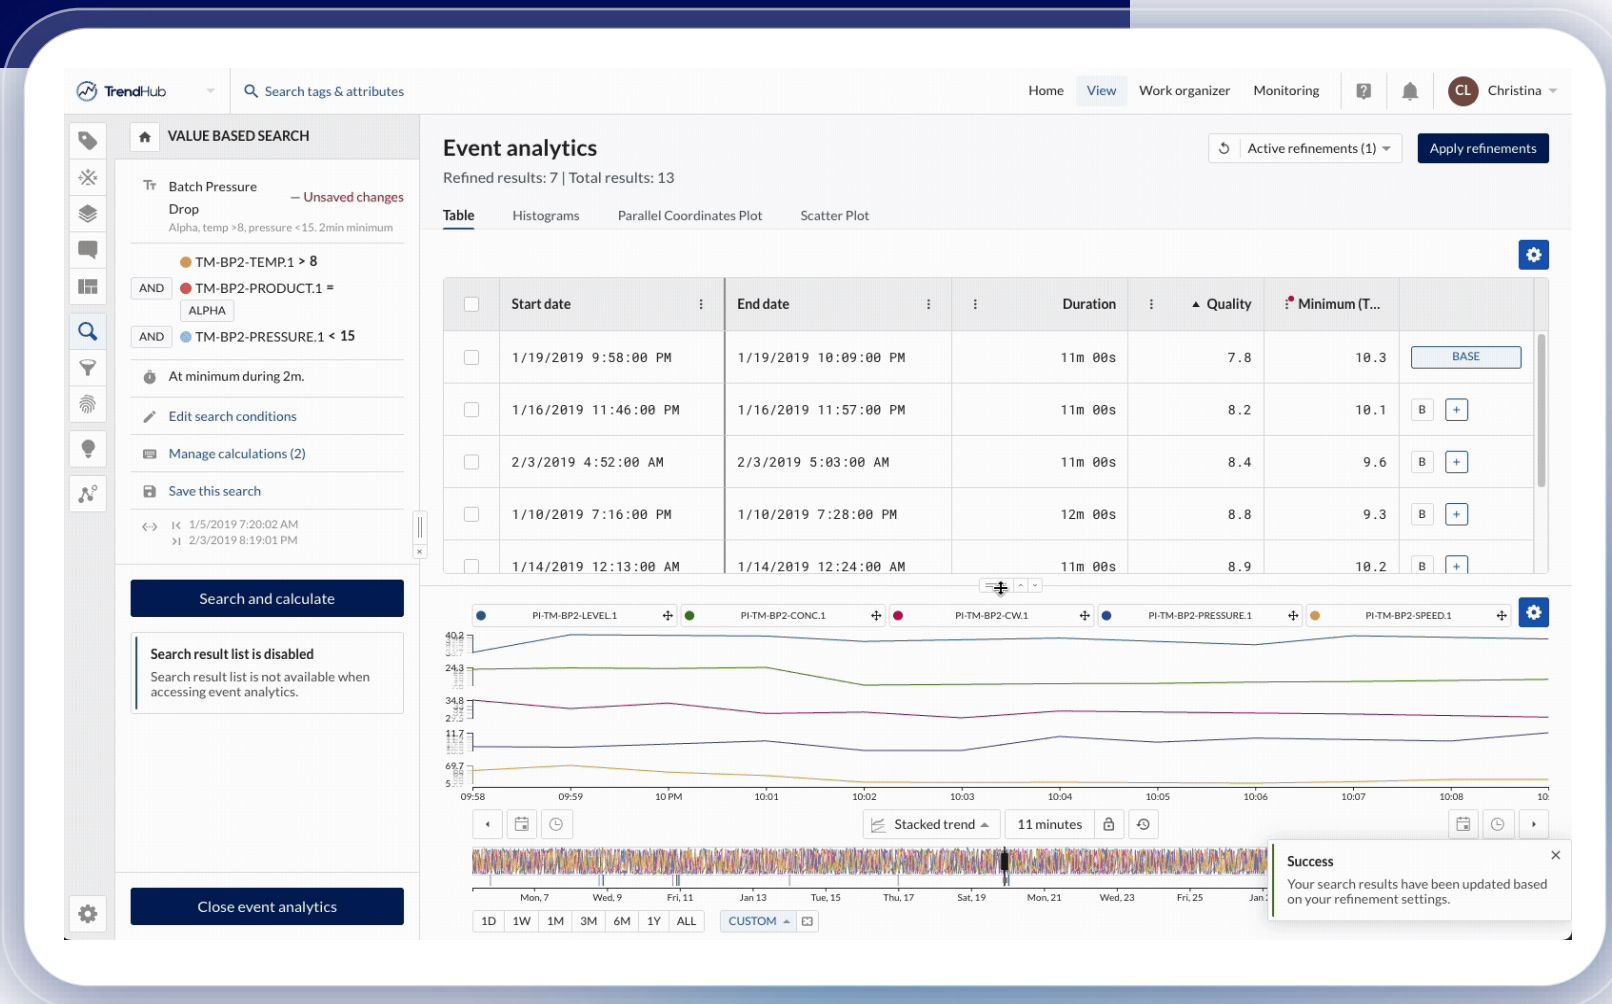 TrendHub
Search tags & attributes
Home
View
Work organizer
Monitoring
CL
Christina
VALUE BASED SEARCH
Batch Pressure
Drop
— Unsaved changes
Alpha, temp >8, pressure <15. 2min minimum
TM-BP2-TEMP.1 > 8
AND
TM-BP2-PRODUCT.1 =
ALPHA
AND
TM-BP2-PRESSURE.1 < 15
At minimum during 2m.
Edit search conditions
Manage calculations (2)
Save this search
1/5/2019 7:20:02 AM
2/3/2019 8:19:01 PM
Search and calculate
Search result list is disabled
Search result list is not available when
accessing event analytics.
Close event analytics
Event analytics
Refined results: 7 | Total results: 13
Active refinements (1)
Apply refinements
Table
Histograms
Parallel Coordinates Plot
Scatter Plot
Start date
End date
Duration
Quality
Minimum (T...
1/19/2019 9:58:00 PM
1/19/2019 10:09:00 PM
11m 00s
7.8
10.3
BASE
1/16/2019 11:46:00 PM
1/16/2019 11:57:00 PM
11m 00s
8.2
10.1
B
+
2/3/2019 4:52:00 AM
2/3/2019 5:03:00 AM
11m 00s
8.4
9.6
B
+
1/10/2019 7:16:00 PM
1/10/2019 7:28:00 PM
12m 00s
8.8
9.3
B
+
1/14/2019 12:13:00 AM
1/14/2019 12:24:00 AM
11m 00s
8.9
10.2
B
+
PI-TM-BP2-LEVEL.1
PI-TM-BP2-CONC.1
PI-TM-BP2-CW.1
PI-TM-BP2-PRESSURE.1
PI-TM-BP2-SPEED.1
40.2
24.3
34.8
11.7
69.7
09:58
09:59
10 PM
10:01
10:02
10:03
10:04
10:05
10:06
10:07
10:08
10:
Stacked trend
11 minutes
Mon, 7
Wed, 9
Fri, 11
Jan 13
Tue, 15
Thu, 17
Sat, 19
Mon, 21
Wed, 23
Fri, 25
Jan
1D
1W
1M
3M
6M
1Y
ALL
CUSTOM
Success
Your search results have been updated based
on your refinement settings.